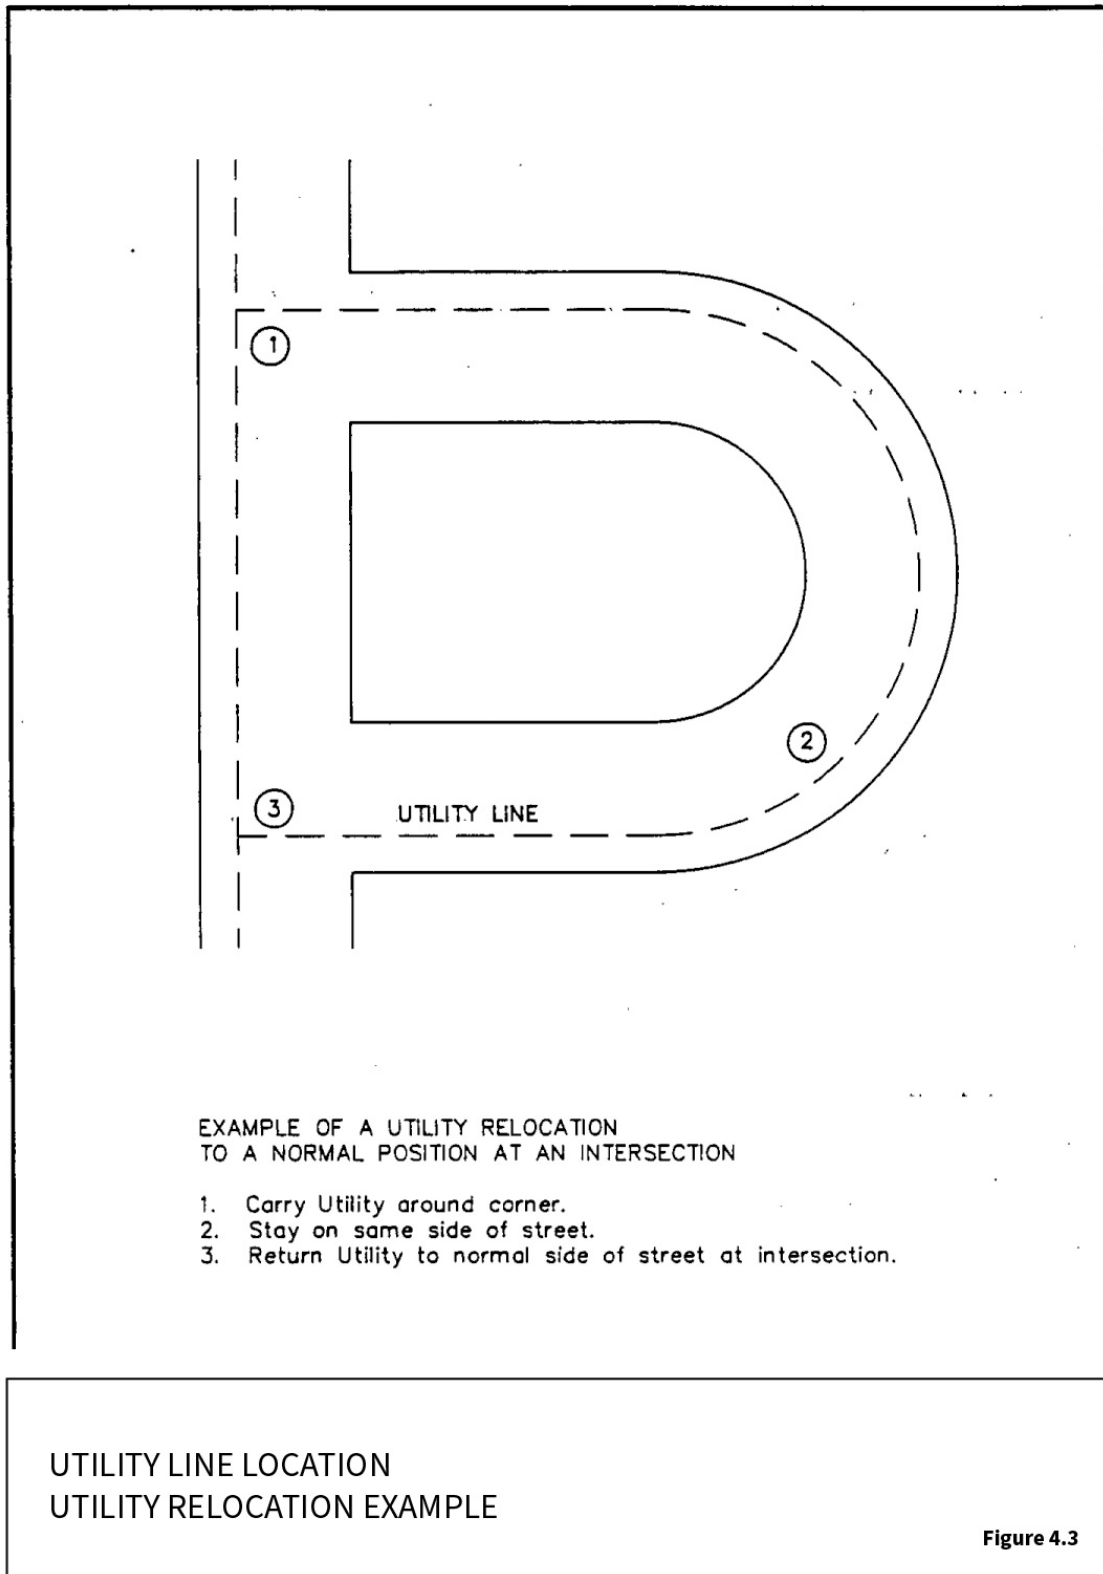 1
2
3
UTILITY LINE
EXAMPLE OF A UTILITY RELOCATION
TO A NORMAL POSITION AT AN INTERSECTION
1. Carry Utility around corner.
2. Stay on same side of street.
3. Return Utility to normal side of street at intersection.
UTILITY LINE LOCATION
UTILITY RELOCATION EXAMPLE
Figure 4.3